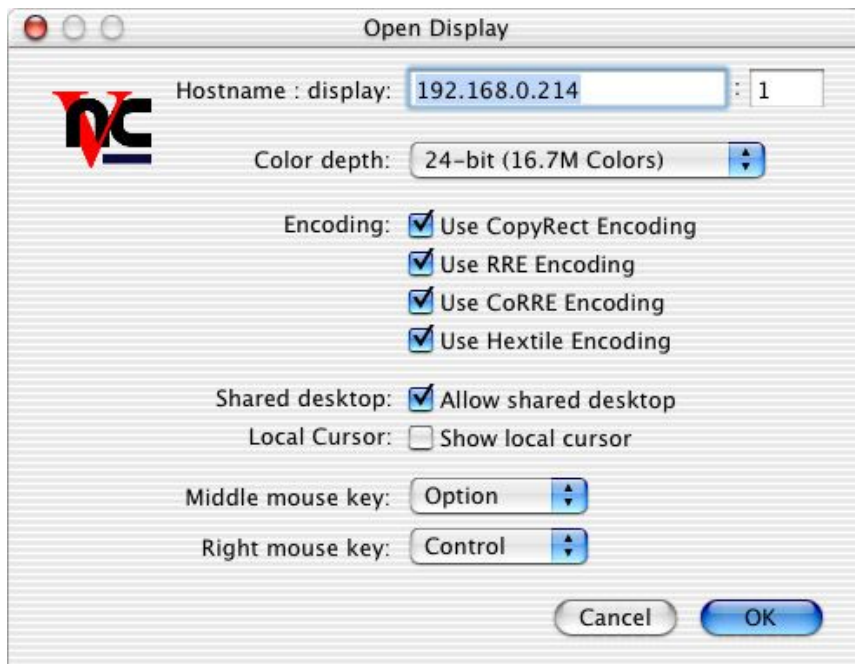 Open Display
VNC
Hostname : display: 192.168.0.214 : 1
Color depth: 24-bit (16.7M Colors)
Encoding: Use CopyRect Encoding
Use RRE Encoding
Use CoRRE Encoding
Use Hextile Encoding
Shared desktop: Allow shared desktop
Local Cursor: Show local cursor
Middle mouse key: Option
Right mouse key: Control
Cancel OK